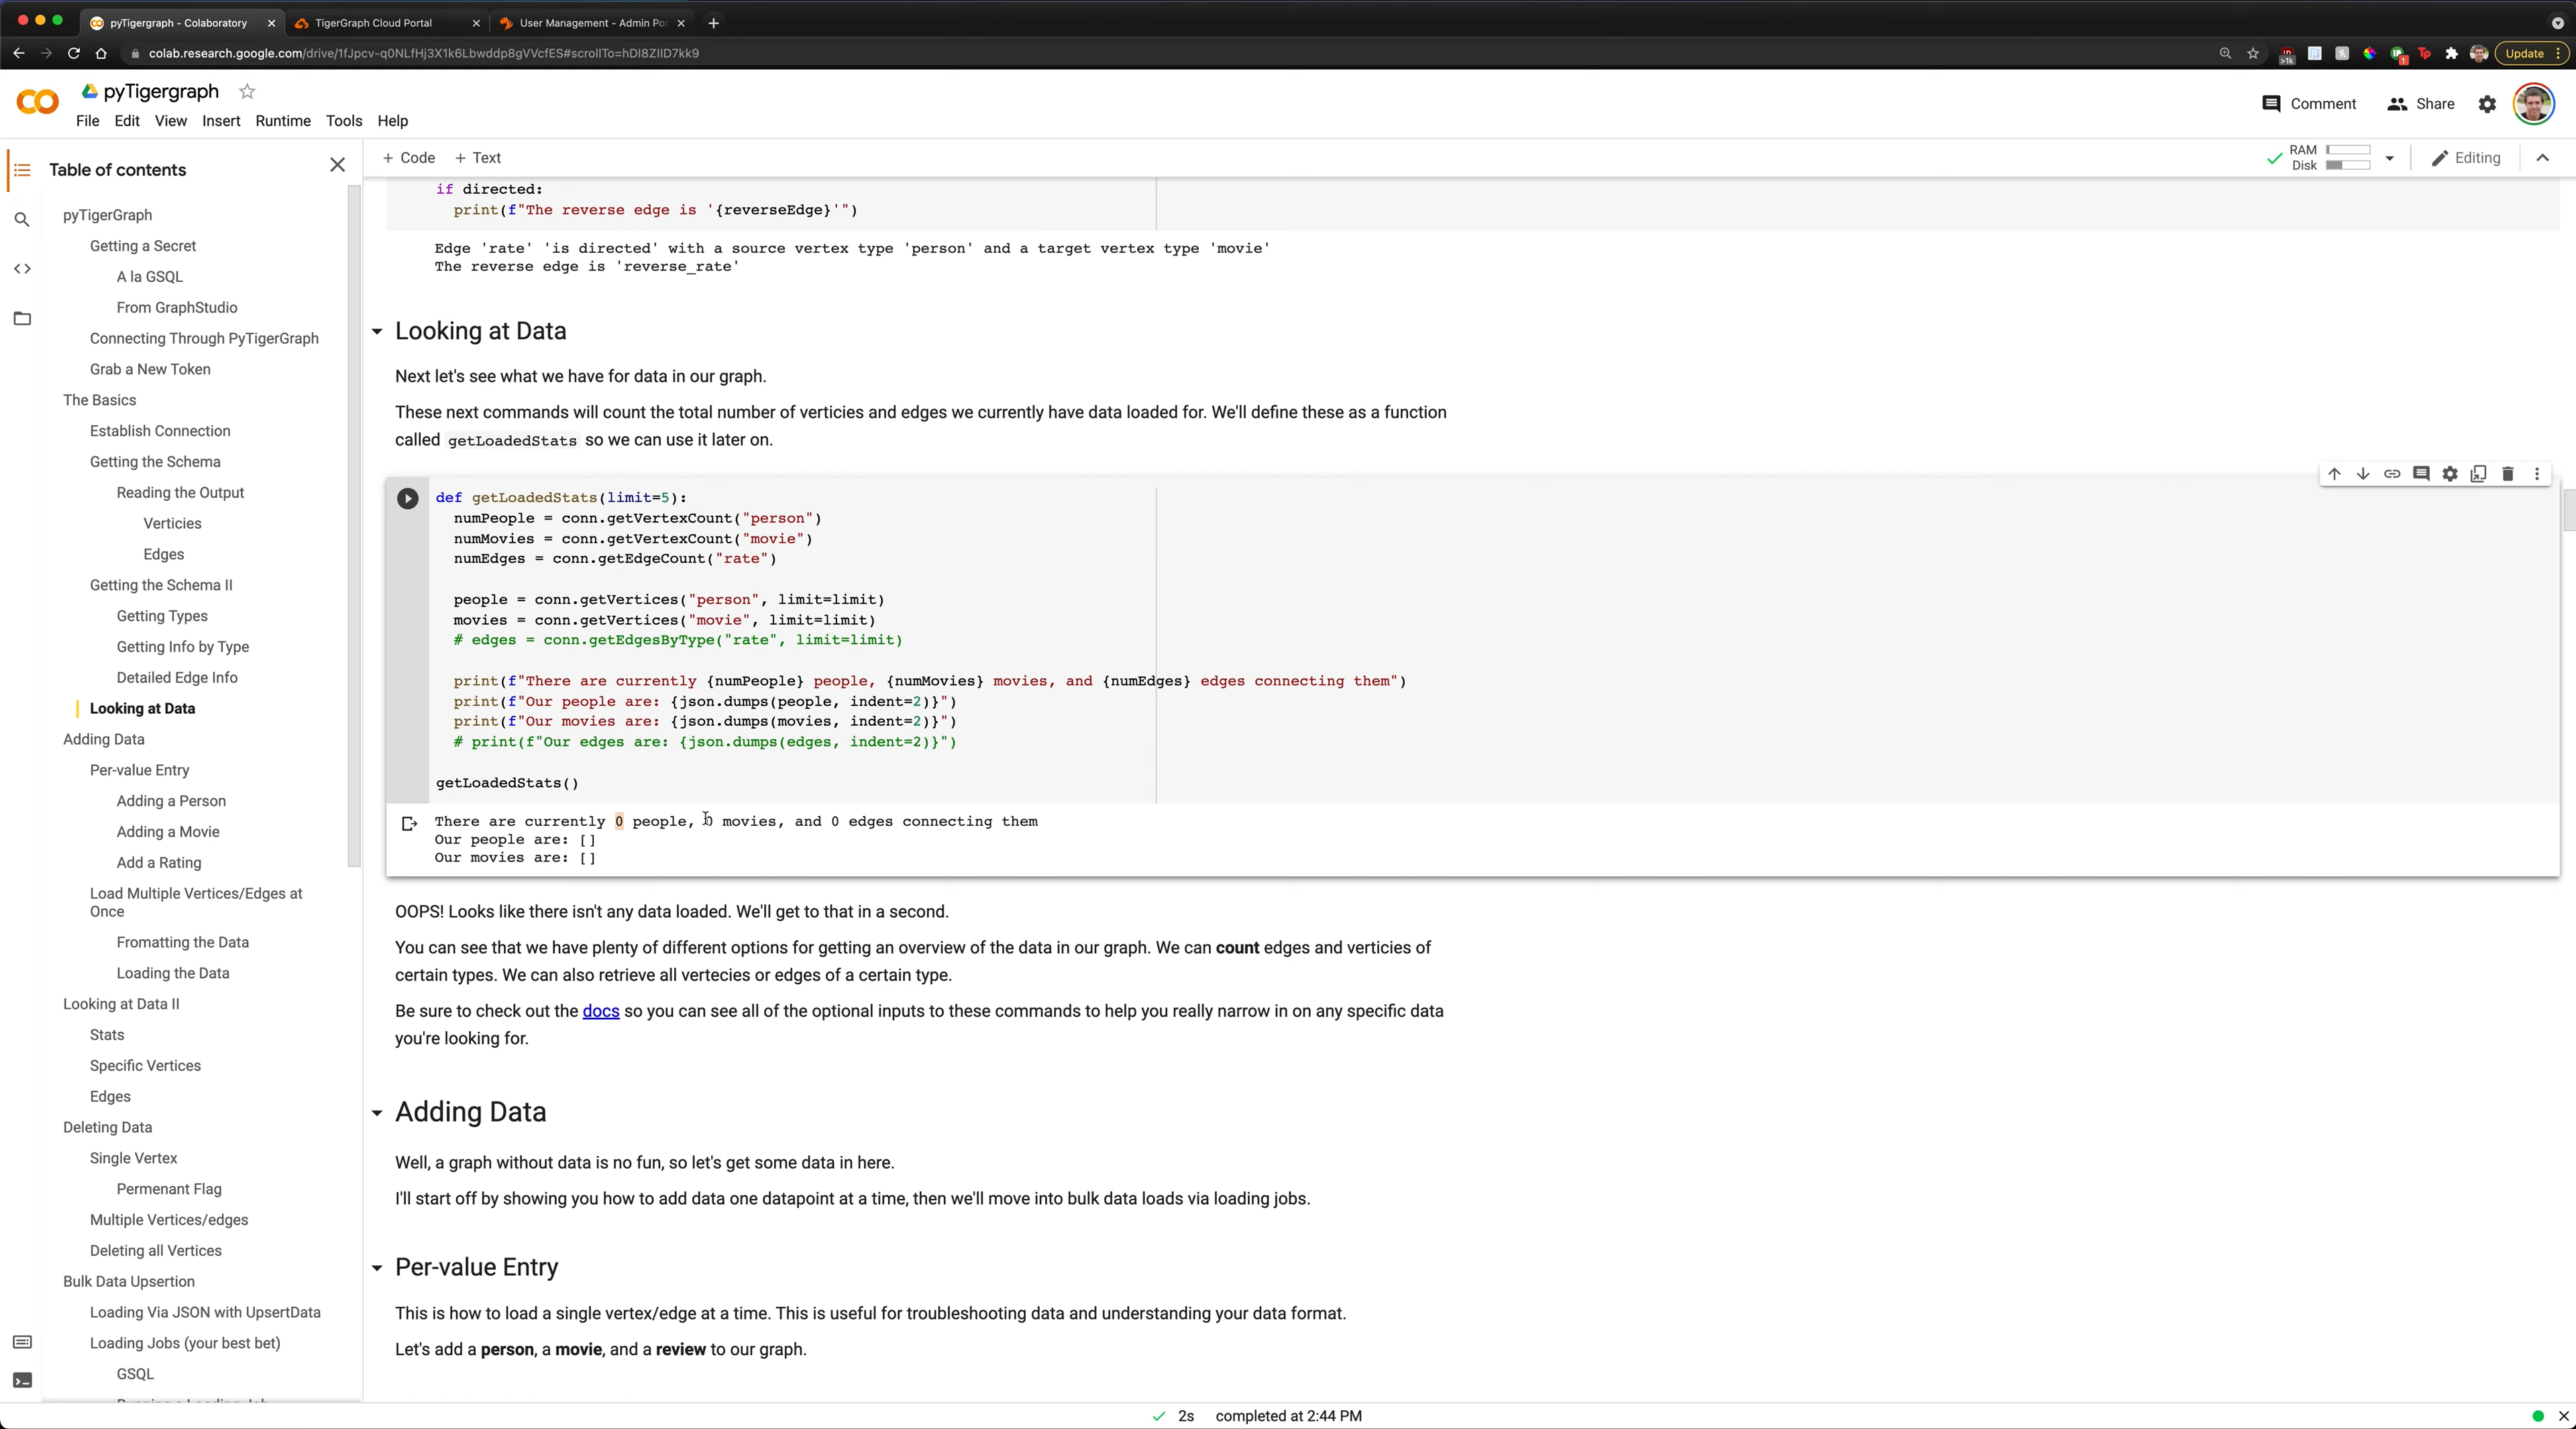 pyTigergraph - Colaboratory
TigerGraph Cloud Portal
User Management - Admin Por
colab.research.google.com/drive/1fJpcv-q0NLfHj3X1k6Lbwddp8gVVcfES#scrollTo=hDI8ZIID7kk9
>1k
1
Tp
Update
pyTigergraph
File Edit View Insert Runtime Tools Help
Comment
Share
+ Code + Text
RAM
Disk
Editing
Table of contents
pyTigerGraph
Getting a Secret
A la GSQL
From GraphStudio
Connecting Through PyTigerGraph
Grab a New Token
The Basics
Establish Connection
Getting the Schema
Reading the Output
Verticies
Edges
Getting the Schema II
Getting Types
Getting Info by Type
Detailed Edge Info
Looking at Data
Adding Data
Per-value Entry
Adding a Person
Adding a Movie
Add a Rating
Load Multiple Vertices/Edges at
Once
Fromatting the Data
Loading the Data
Looking at Data II
Stats
Specific Vertices
Edges
Deleting Data
Single Vertex
Permenant Flag
Multiple Vertices/edges
Deleting all Vertices
Bulk Data Upsertion
Loading Via JSON with UpsertData
Loading Jobs (your best bet)
GSQL
if directed:
print(f"The reverse edge is '{reverseEdge}'")
Edge 'rate' 'is directed' with a source vertex type 'person' and a target vertex type 'movie'
The reverse edge is 'reverse_rate'
Looking at Data
Next let's see what we have for data in our graph.
These next commands will count the total number of verticies and edges we currently have data loaded for. We'll define these as a function
called getLoadedStats so we can use it later on.
def getLoadedStats(limit=5):
numPeople = conn.getVertexCount("person")
numMovies = conn.getVertexCount("movie")
numEdges = conn.getEdgeCount("rate")
people = conn.getVertices("person", limit=limit)
movies = conn.getVertices("movie", limit=limit)
# edges = conn.getEdgesByType("rate", limit=limit)
print(f"There are currently {numPeople} people, {numMovies} movies, and {numEdges} edges connecting them")
print(f"Our people are: {json.dumps(people, indent=2)}")
print(f"Our movies are: {json.dumps(movies, indent=2)}")
# print(f"Our edges are: {json.dumps(edges, indent=2)}")
getLoadedStats()
There are currently 0 people, 0 movies, and 0 edges connecting them
Our people are: []
Our movies are: []
OOPS! Looks like there isn't any data loaded. We'll get to that in a second.
You can see that we have plenty of different options for getting an overview of the data in our graph. We can count edges and verticies of
certain types. We can also retrieve all vertecies or edges of a certain type.
Be sure to check out the docs so you can see all of the optional inputs to these commands to help you really narrow in on any specific data
you're looking for.
Adding Data
Well, a graph without data is no fun, so let's get some data in here.
I'll start off by showing you how to add data one datapoint at a time, then we'll move into bulk data loads via loading jobs.
Per-value Entry
This is how to load a single vertex/edge at a time. This is useful for troubleshooting data and understanding your data format.
Let's add a person, a movie, and a review to our graph.
2s completed at 2:44 PM